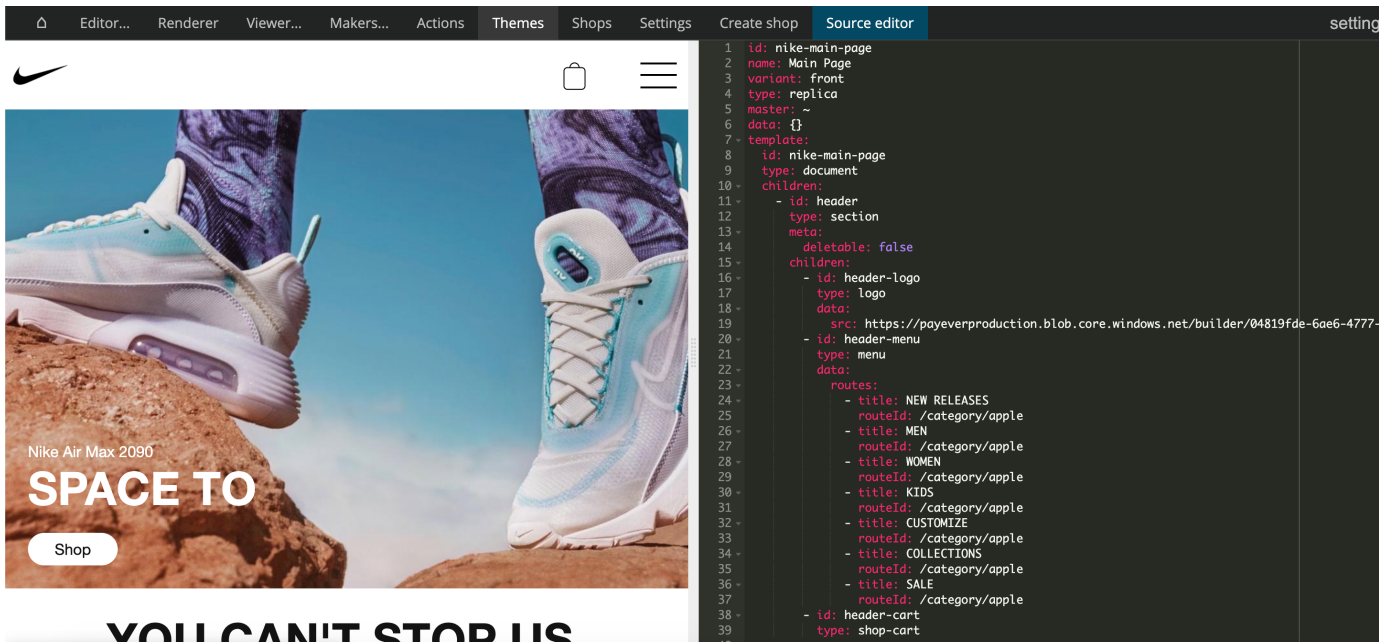 Editor... Renderer Viewer... Makers... Actions Themes Shops Settings Create shop Source editor setting
Nike Air Max 2090
SPACE TO
Shop
YOU CAN'T STOP US
1 id: nike-main-page
2 name: Main Page
3 variant: front
4 type: replica
5 master: ~
6 data: {}
7 template:
8 id: nike-main-page
9 type: document
10 children:
11 - id: header
12 type: section
13 meta:
14 deletable: false
15 children:
16 - id: header-logo
17 type: logo
18 data:
19 src: https://payeverproduction.blob.core.windows.net/builder/04819fde-6ae6-4777-
20 - id: header-menu
21 type: menu
22 data:
23 routes:
24 - title: NEW RELEASES
25 routeId: /category/apple
26 - title: MEN
27 routeId: /category/apple
28 - title: WOMEN
29 routeId: /category/apple
30 - title: KIDS
31 routeId: /category/apple
32 - title: CUSTOMIZE
33 routeId: /category/apple
34 - title: COLLECTIONS
35 routeId: /category/apple
36 - title: SALE
37 routeId: /category/apple
38 - id: header-cart
39 type: shop-cart